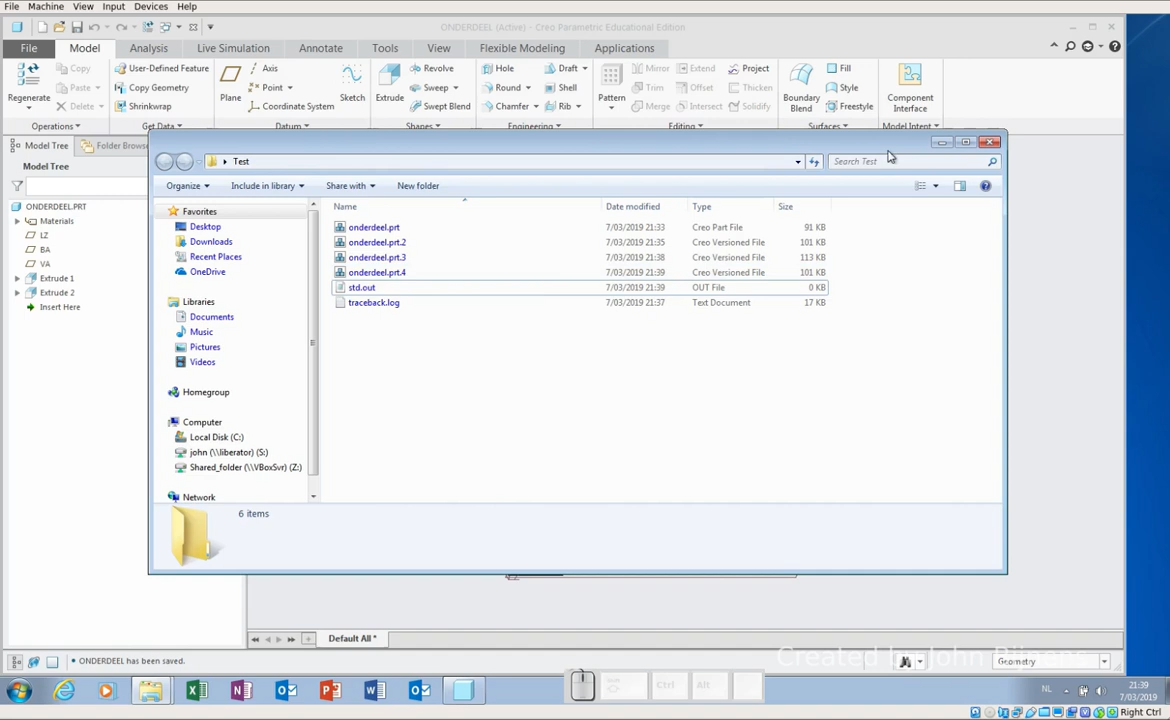 File Machine View Input Devices Help
ONDERDEEL (Active) - Creo Parametric Educational Edition
File Model Analysis Live Simulation Annotate Tools View Flexible Modeling Applications
Regenerate Copy Paste Delete
User-Defined Feature Copy Geometry Shrinkwrap
Plane Axis Point Coordinate System Sketch
Extrude Revolve Sweep Swept Blend
Hole Round Chamfer Draft Shell Rib
Pattern Mirror Trim Merge Extend Offset Intersect Project Thicken Solidify
Boundary Blend Fill Style Freestyle
Component Interface
Operations Get Data Datum Shapes Engineering Editing Surfaces Model Intent
Model Tree Folder Browser
Model Tree
ONDERDEEL.PRT
Materials
LZ
BA
VA
Extrude 1
Extrude 2
Insert Here
Test
Search Test
Organize Include in library Share with New folder
Favorites
Desktop
Downloads
Recent Places
OneDrive
Libraries
Documents
Music
Pictures
Videos
Homegroup
Computer
Local Disk (C:)
john (\\liberator) (S:)
Shared_folder (\\VBoxSvr) (Z:)
Network
Name Date modified Type Size
onderdeel.prt 7/03/2019 21:33 Creo Part File 91 KB
onderdeel.prt.2 7/03/2019 21:35 Creo Versioned File 101 KB
onderdeel.prt.3 7/03/2019 21:38 Creo Versioned File 113 KB
onderdeel.prt.4 7/03/2019 21:39 Creo Versioned File 101 KB
std.out 7/03/2019 21:39 OUT File 0 KB
traceback.log 7/03/2019 21:37 Text Document 17 KB
6 items
Default All *
• ONDERDEEL has been saved.
Created by John
Geometry
Ctrl Alt
NL
21:39
7/03/2019
Right Ctrl